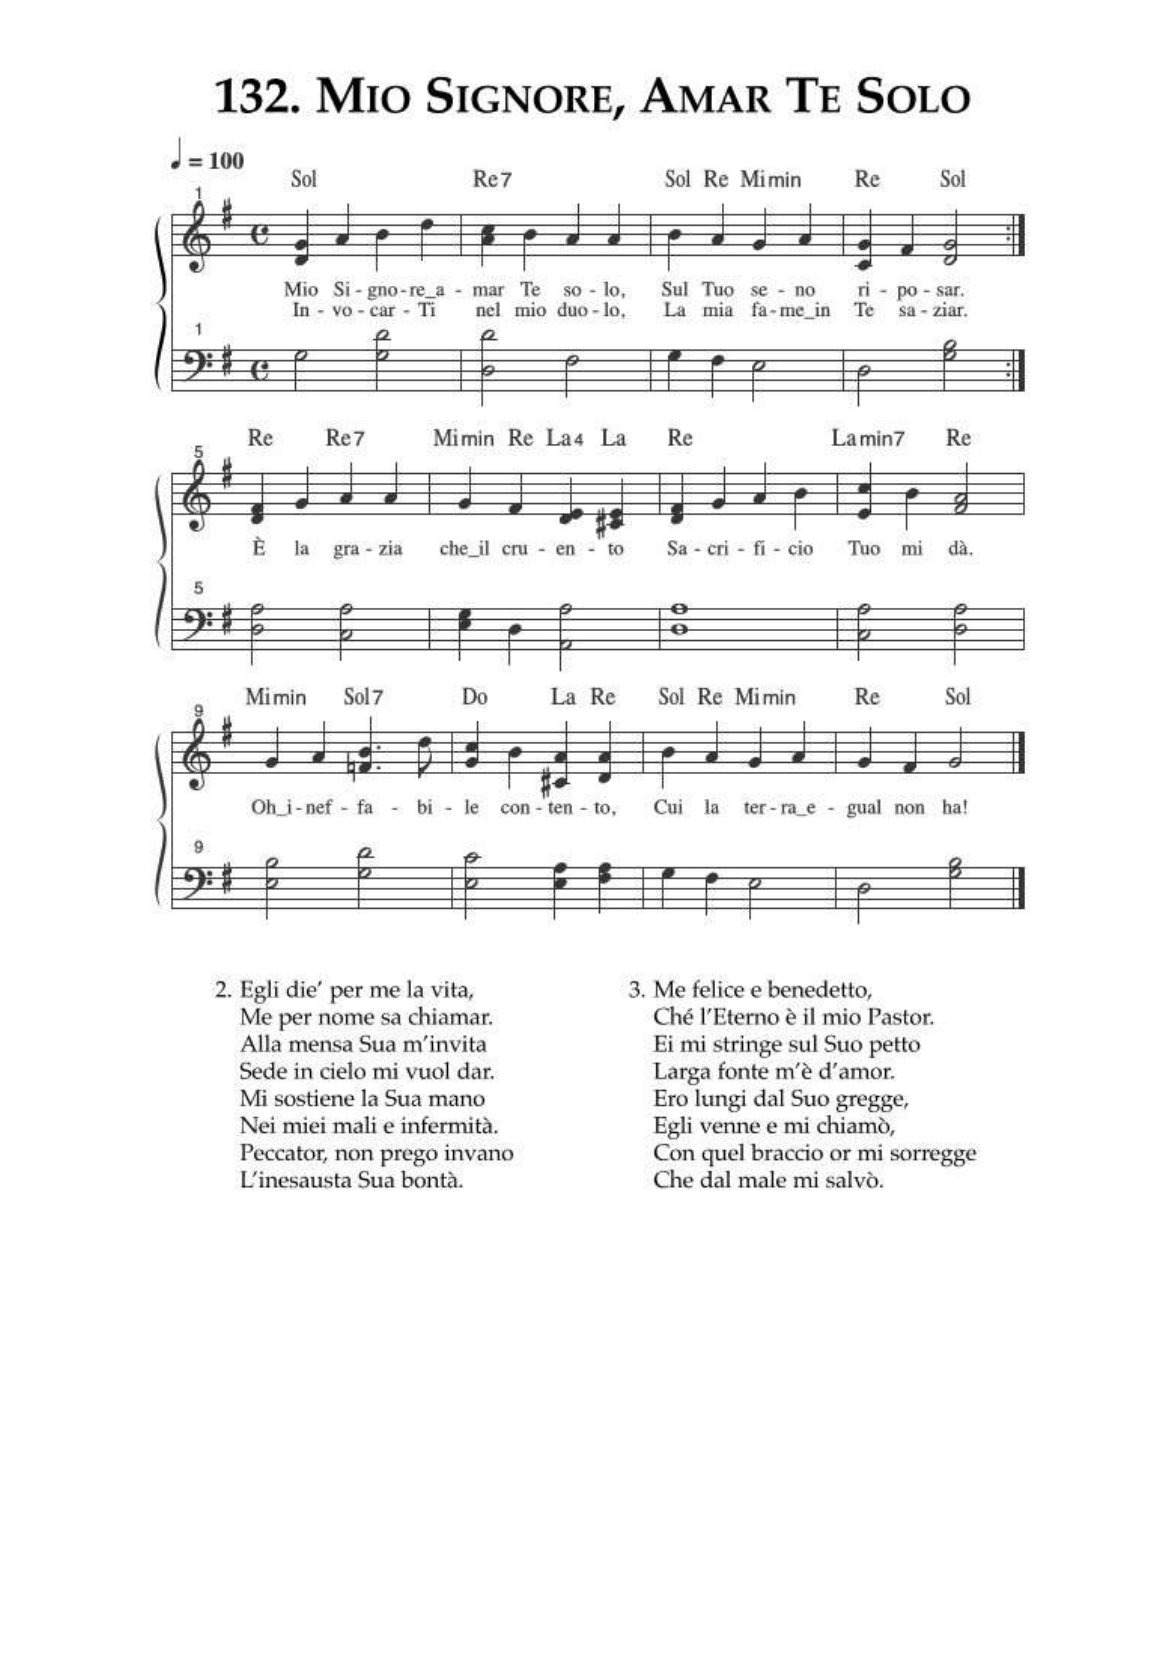 132. Mio Signore, Amar Te Solo
= 100
Sol Re7 Sol Re Mimin Re Sol
1
Mio Si - gno - re_a - mar Te so - lo, Sul Tuo se - no ri - po - sar.
In - vo - car - Ti nel mio duo - lo, La mia fa - me_in Te sa - ziar.
1
Re Re7 Mimin Re La4 La Re Lamin7 Re
5
È la gra - zia che_il cru - en - to Sa - cri - fi - cio Tuo mi dà.
5
Mimin Sol7 Do La Re Sol Re Mimin Re Sol
9
Oh_i - nef - fa - bi - le con - ten - to, Cui la ter - ra_e - gual non ha!
9
2. Egli die’ per me la vita,
Me per nome sa chiamar.
Alla mensa Sua m’invita
Sede in cielo mi vuol dar.
Mi sostiene la Sua mano
Nei miei mali e infermità.
Peccator, non prego invano
L’inesausta Sua bontà.
3. Me felice e benedetto,
Ché l’Eterno è il mio Pastor.
Ei mi stringe sul Suo petto
Larga fonte m’è d’amor.
Ero lungi dal Suo gregge,
Egli venne e mi chiamò,
Con quel braccio or mi sorregge
Che dal male mi salvò.